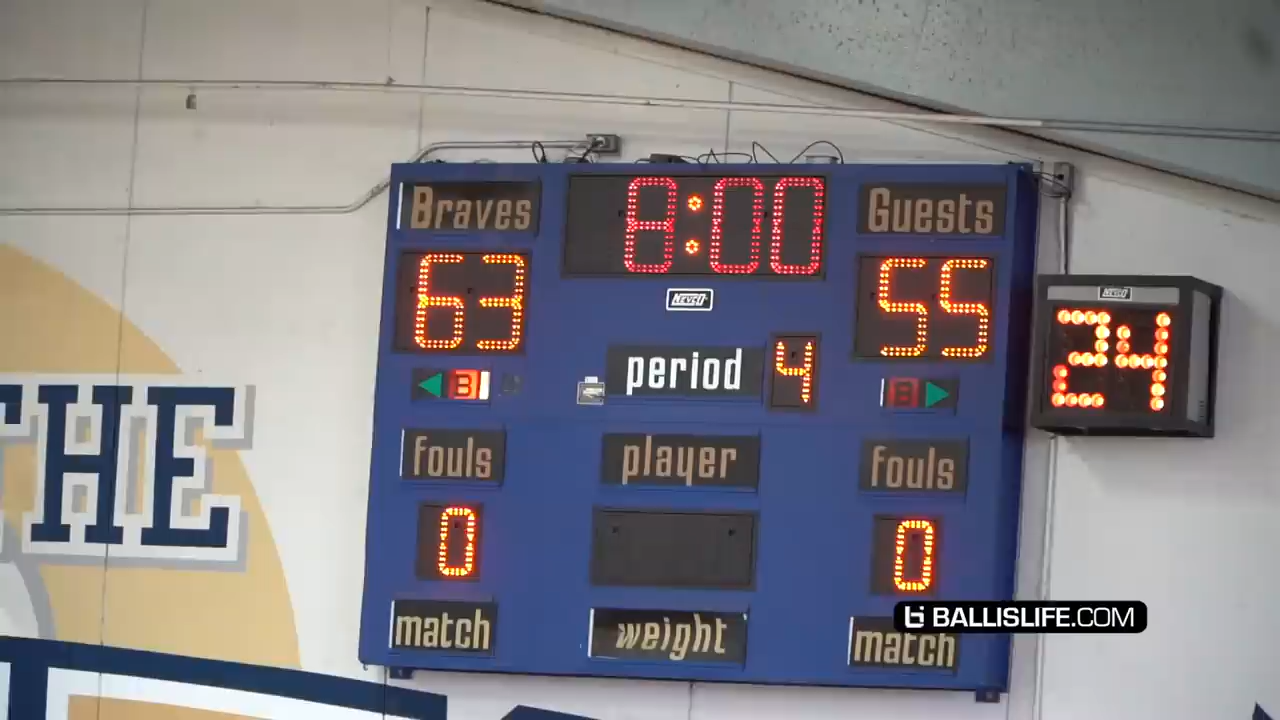 Braves 8:00 Guests
63 55
NEVCO
24
period 4
B B
fouls player fouls
0 0
match weight match
THE
BALLISLIFE.COM